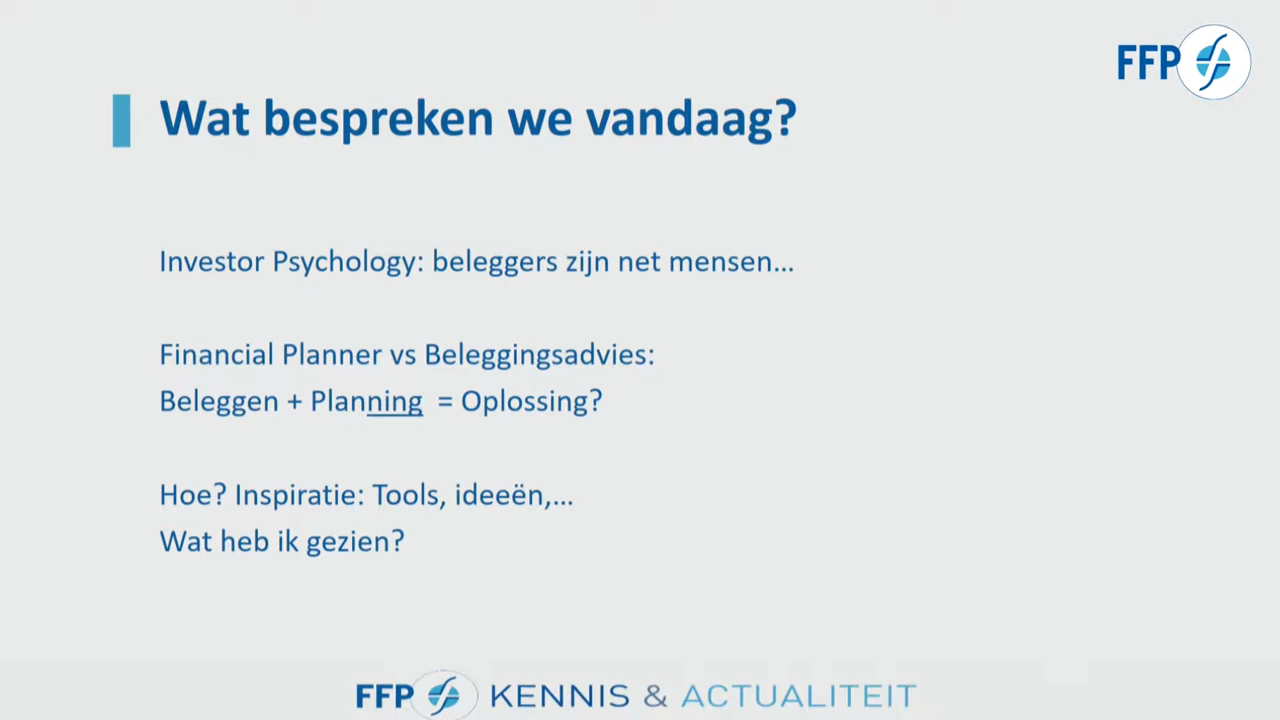 FFP
Wat bespreken we vandaag?
Investor Psychology: beleggers zijn net mensen...
Financial Planner vs Beleggingsadvies:
Beleggen + Planning = Oplossing?
Hoe? Inspiratie: Tools, ideeën,...
Wat heb ik gezien?
FFP KENNIS & ACTUALITEIT